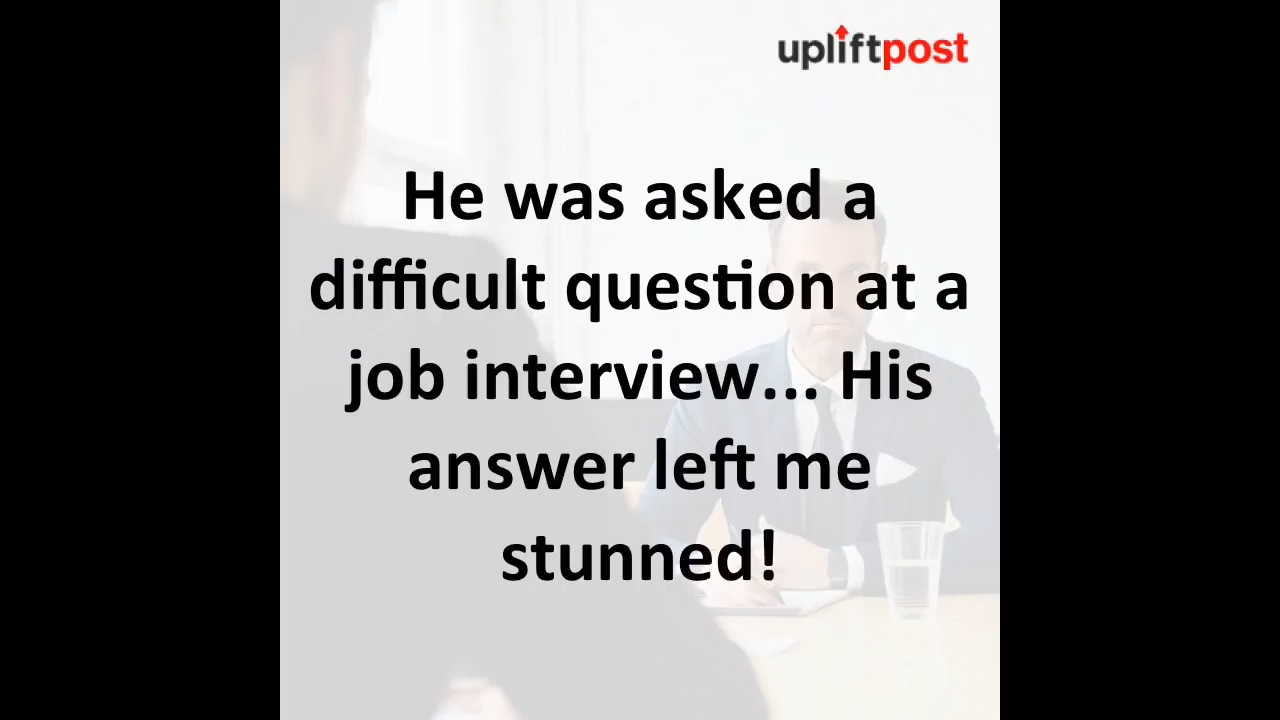 upliftpost
He was asked a
difficult question at a
job interview... His
answer left me
stunned!